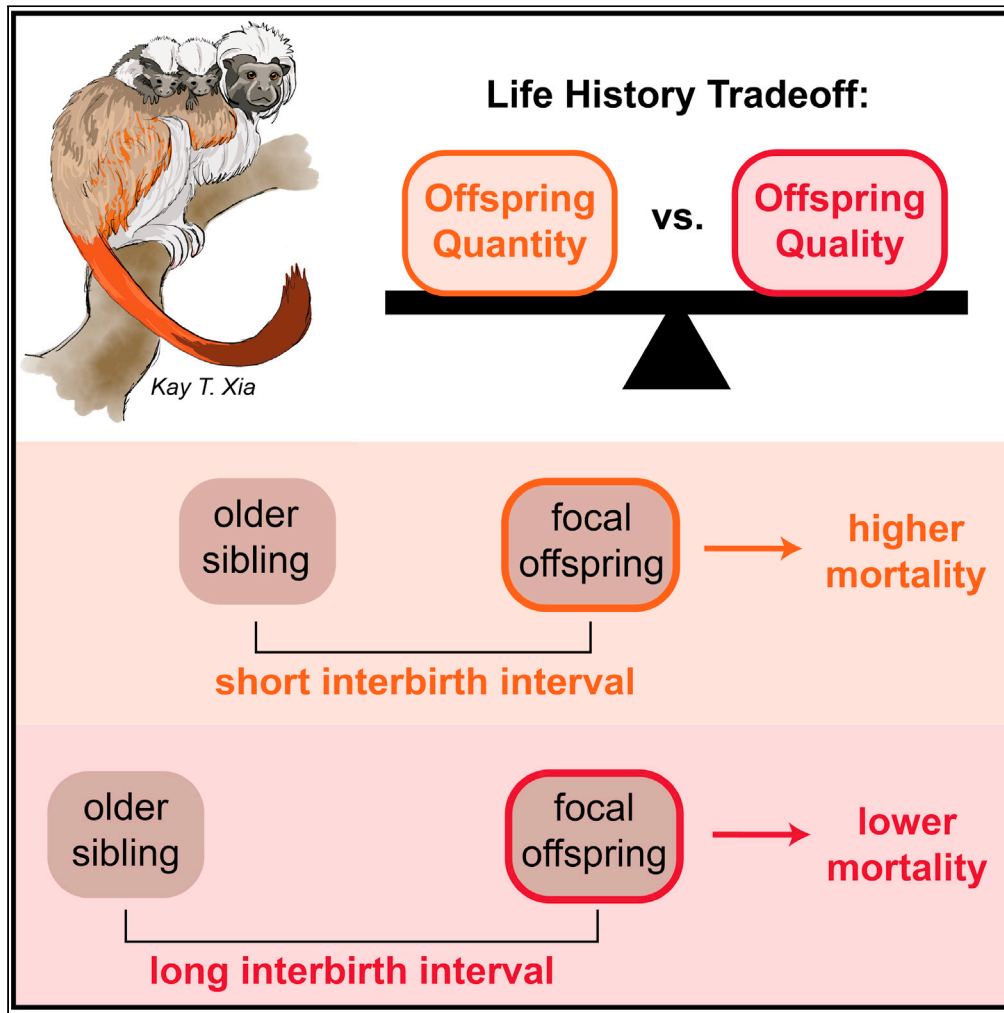 Life History Tradeoff:
Offspring
Quantity
vs.
Offspring
Quality
Kay T. Xia
older
sibling
focal
offspring
higher
mortality
short interbirth interval
older
sibling
focal
offspring
lower
mortality
long interbirth interval